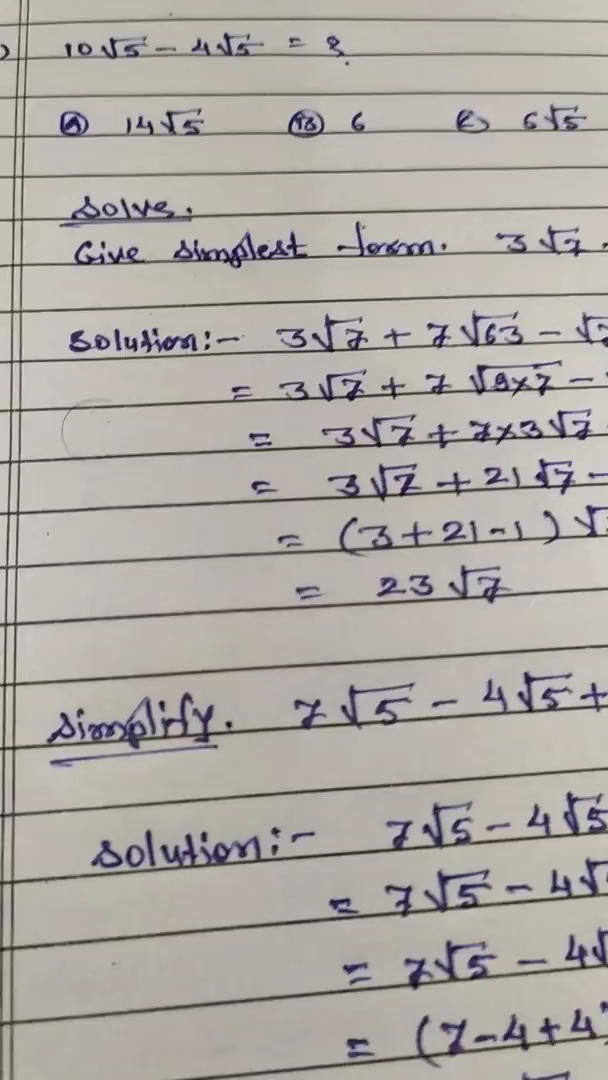 10√5 - 4√5 = ?
Ⓐ 14√5 Ⓑ 6 Ⓒ 6√5
Solve.
Give simplest form. 3√7
Solution:- 3√7 + 7√63 - √7
= 3√7 + 7 √9×7 -
= 3√7 + 7×3√7
= 3√7 + 21√7 -
= (3+21-1)√
= 23√7
Simplify. 7√5 - 4√5 +
Solution:- 7√5 - 4√5
= 7√5 - 4√
= 7√5 - 4√
= (7-4+4